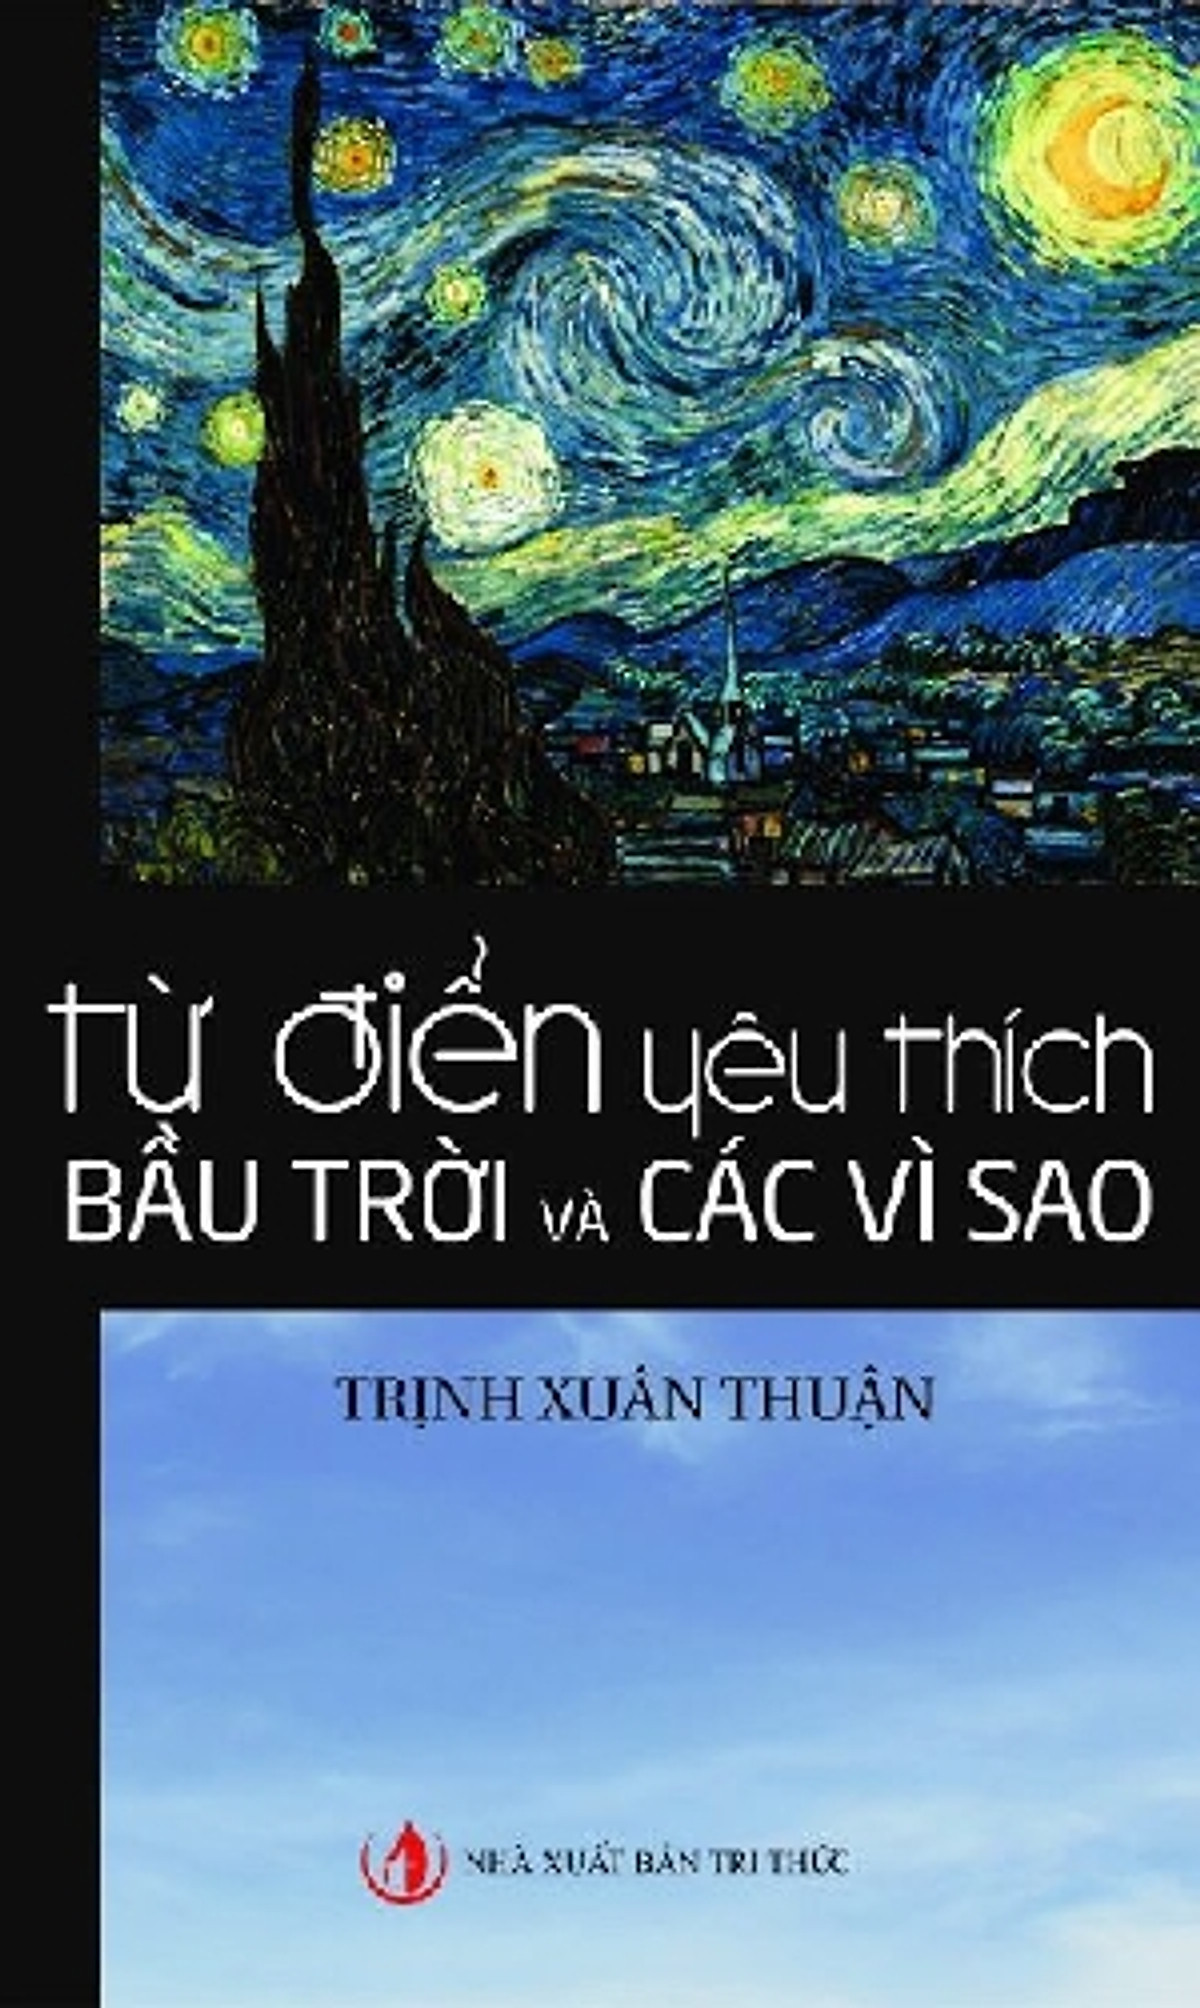 từ điển yêu thích
BẦU TRỜI VÀ CÁC VÌ SAO
TRỊNH XUÂN THUẬN
NHÀ XUẤT BẢN TRI THỨC